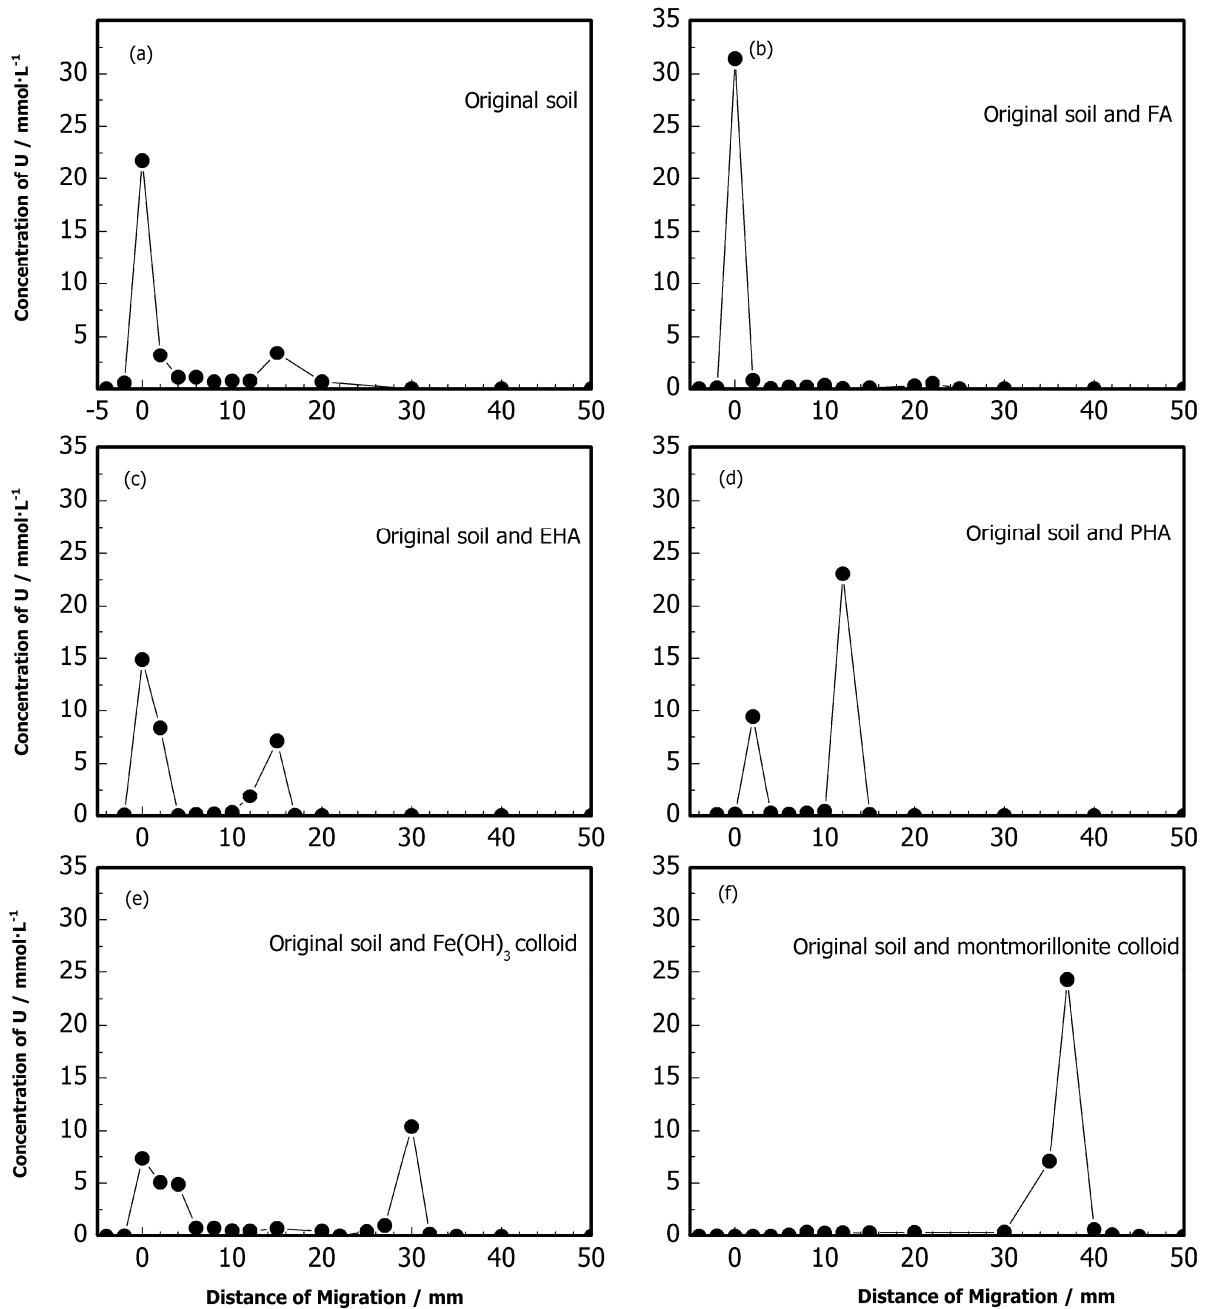 (a)
Original soil
Concentration of U / mmol·L-1
30
25
20
15
10
5
-5 0 10 20 30 40 50
(b)
Original soil and FA
35
30
25
20
15
10
5
0
0 10 20 30 40 50
(c)
Original soil and EHA
Concentration of U / mmol·L-1
35
30
25
20
15
10
5
0
0 10 20 30 40 50
(d)
Original soil and PHA
35
30
25
20
15
10
5
0
0 10 20 30 40 50
(e)
Original soil and Fe(OH)3 colloid
Concentration of U / mmol·L-1
35
30
25
20
15
10
5
0
0 10 20 30 40 50
Distance of Migration / mm
(f)
Original soil and montmorillonite colloid
35
30
25
20
15
10
5
0
0 10 20 30 40 50
Distance of Migration / mm